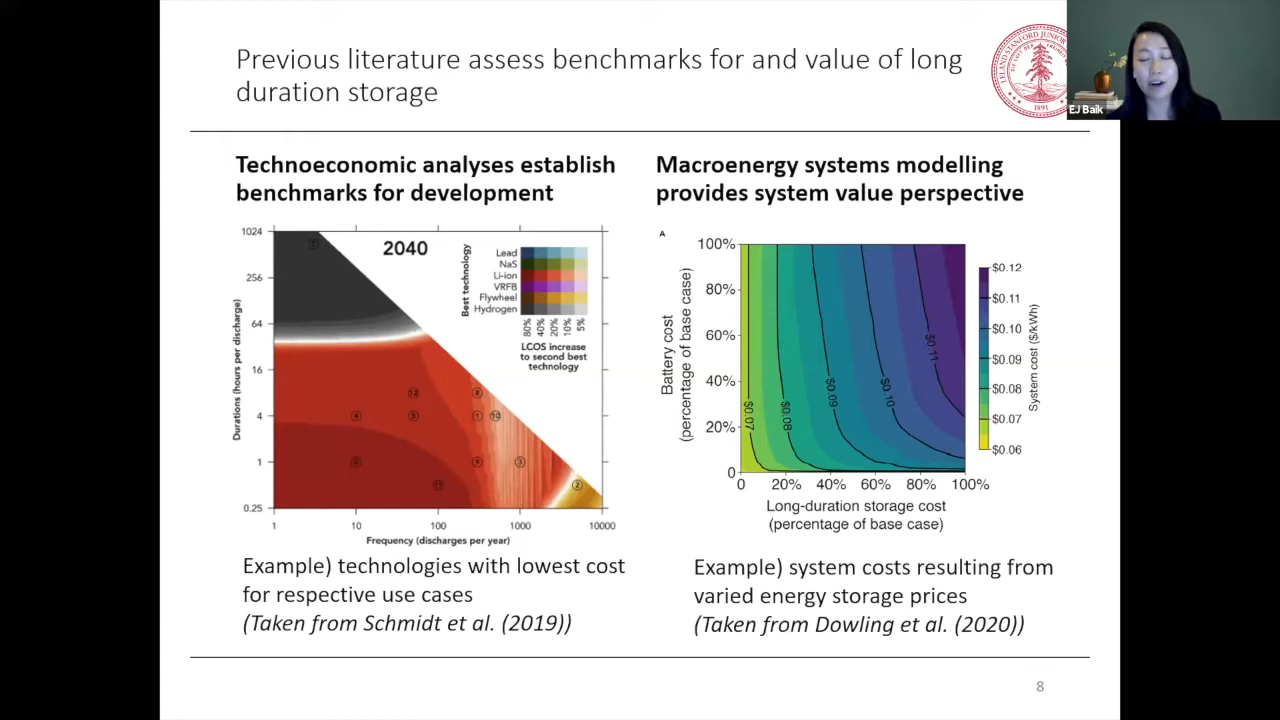 Previous literature assess benchmarks for and value of long
duration storage
EJ Baik
1891
Technoeconomic analyses establish
benchmarks for development
Macroenergy systems modelling
provides system value perspective
2040
Best technology
Lead
NaS
Li-ion
VRFB
Flywheel
Hydrogen
80%
40%
20%
10%
5%
LCOS increase
to second best
technology
Durations (hours per discharge)
1024
256
64
16
4
1
0.25
1
10
100
1000
10000
Frequency (discharges per year)
A
Battery cost
(percentage of base case)
100%
80%
60%
40%
20%
0
0
20%
40%
60%
80%
100%
Long-duration storage cost
(percentage of base case)
$0.07
$0.08
$0.09
$0.10
$0.11
$0.12
$0.11
$0.10
$0.09
$0.08
$0.07
$0.06
System cost ($/kWh)
Example) technologies with lowest cost
for respective use cases
(Taken from Schmidt et al. (2019))
Example) system costs resulting from
varied energy storage prices
(Taken from Dowling et al. (2020))
8